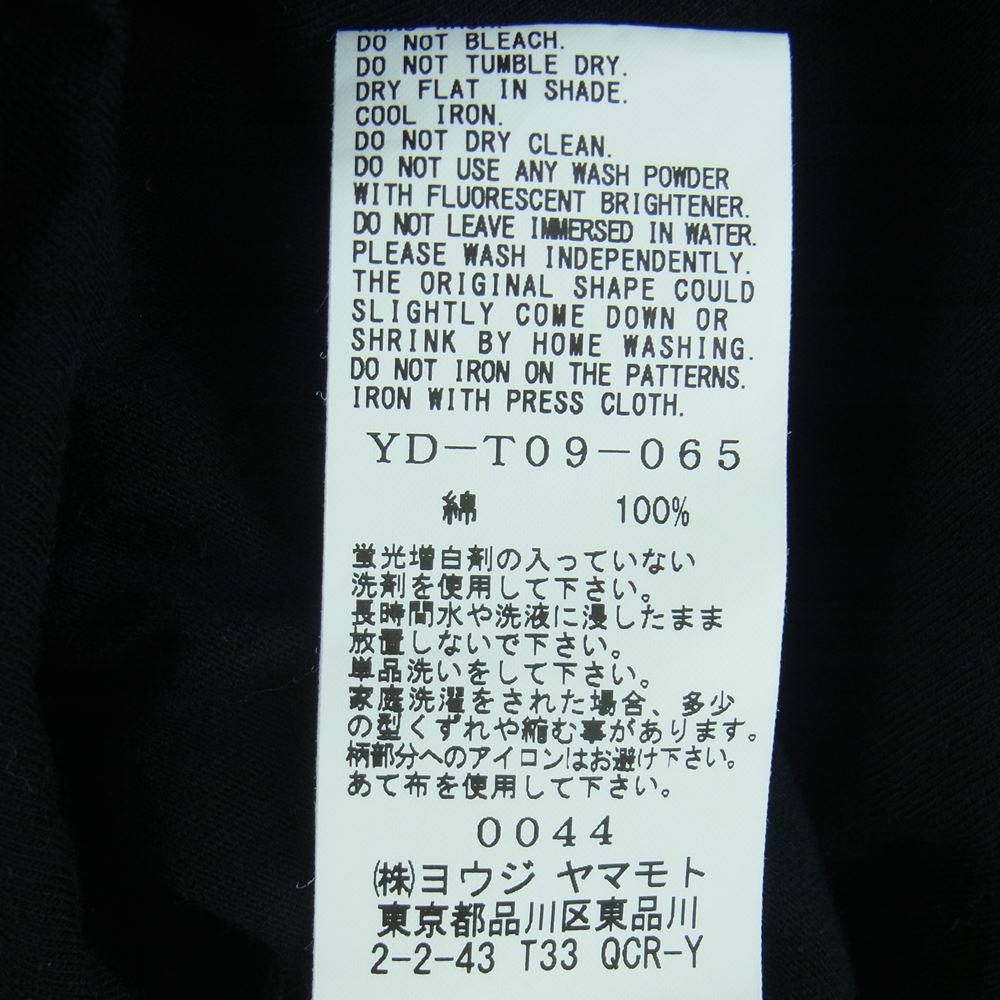 DO NOT BLEACH.
DO NOT TUMBLE DRY.
DRY FLAT IN SHADE.
COOL IRON.
DO NOT DRY CLEAN.
DO NOT USE ANY WASH POWDER
WITH FLUORESCENT BRIGHTENER.
DO NOT LEAVE IMMERSED IN WATER.
PLEASE WASH INDEPENDENTLY.
THE ORIGINAL SHAPE COULD
SLIGHTLY COME DOWN OR
SHRINK BY HOME WASHING.
DO NOT IRON ON THE PATTERNS.
IRON WITH PRESS CLOTH.
YD-T09-065
綿 100%
蛍光増白剤の入っていない
洗剤を使用して下さい。
長時間水や洗液に浸したまま
放置しないで下さい。
単品洗いをして下さい。
家庭洗濯をされた場合、多少
の型くずれや縮む事があります。
柄部分へのアイロンはお避け下さい。
あて布を使用して下さい。
0044
(株)ヨウジ ヤマモト
東京都品川区東品川
2-2-43 T33 QCR-Y